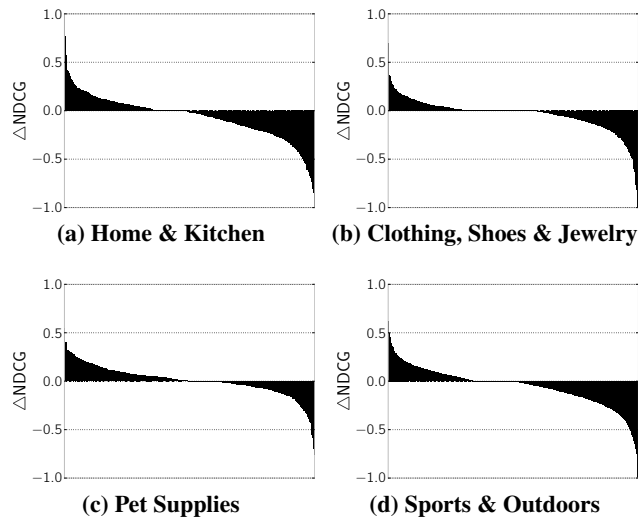 1.0
0.5
0.0
−0.5
−1.0
△NDCG
(a) Home & Kitchen
1.0
0.5
0.0
−0.5
−1.0
△NDCG
(b) Clothing, Shoes & Jewelry
1.0
0.5
0.0
−0.5
−1.0
△NDCG
(c) Pet Supplies
1.0
0.5
0.0
−0.5
−1.0
△NDCG
(d) Sports & Outdoors